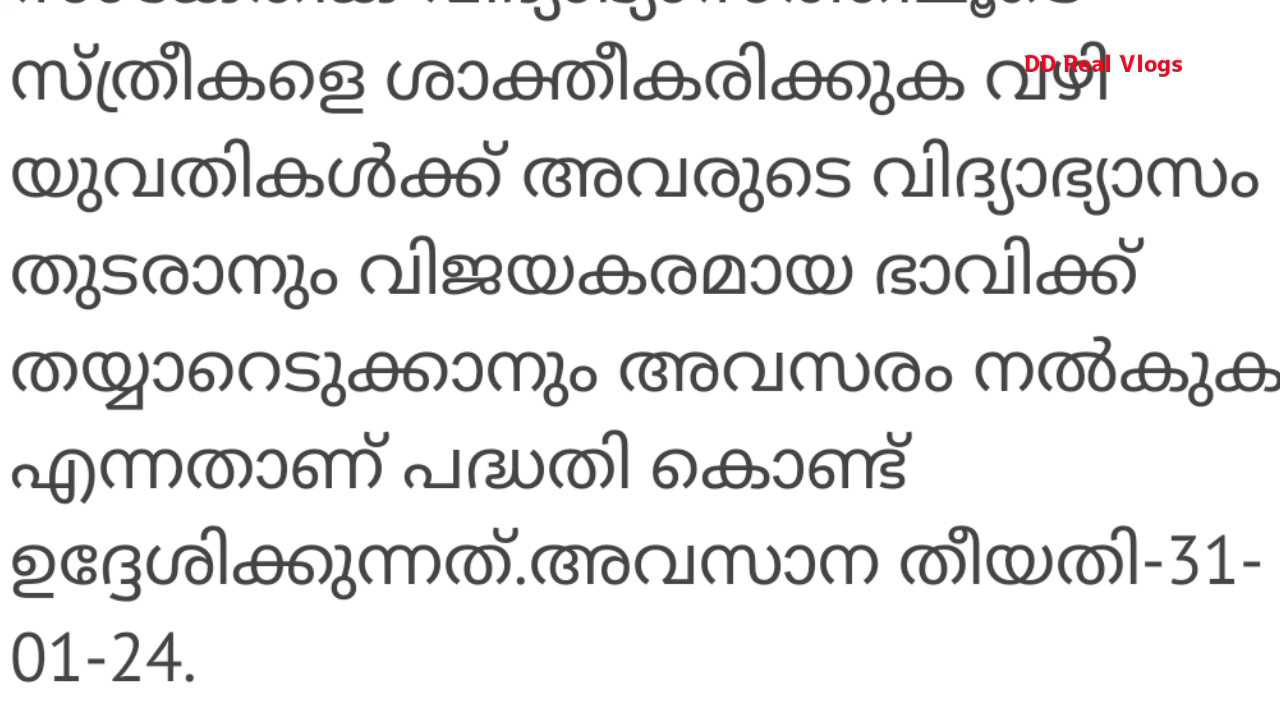 സ്ത്രീകളെ ശാക്തീകരിക്കുക വഴി
DD Real Vlogs
യുവതികൾക്ക് അവരുടെ വിദ്യാഭ്യാസം
തുടരാനും വിജയകരമായ ഭാവിക്ക്
തയ്യാറെടുക്കാനും അവസരം നൽകുക
എന്നതാണ് പദ്ധതി കൊണ്ട്
ഉദ്ദേശിക്കുന്നത്.അവസാന തീയതി-31-
01-24.